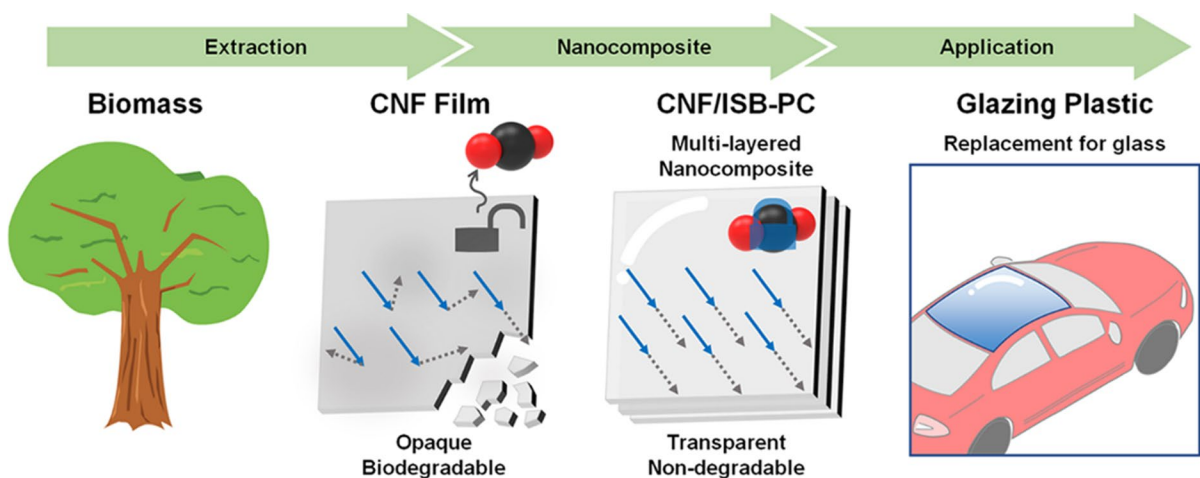 Extraction
Nanocomposite
Application
Biomass
CNF Film
CNF/ISB-PC
Glazing Plastic
Multi-layered
Nanocomposite
Replacement for glass
Opaque
Biodegradable
Transparent
Non-degradable